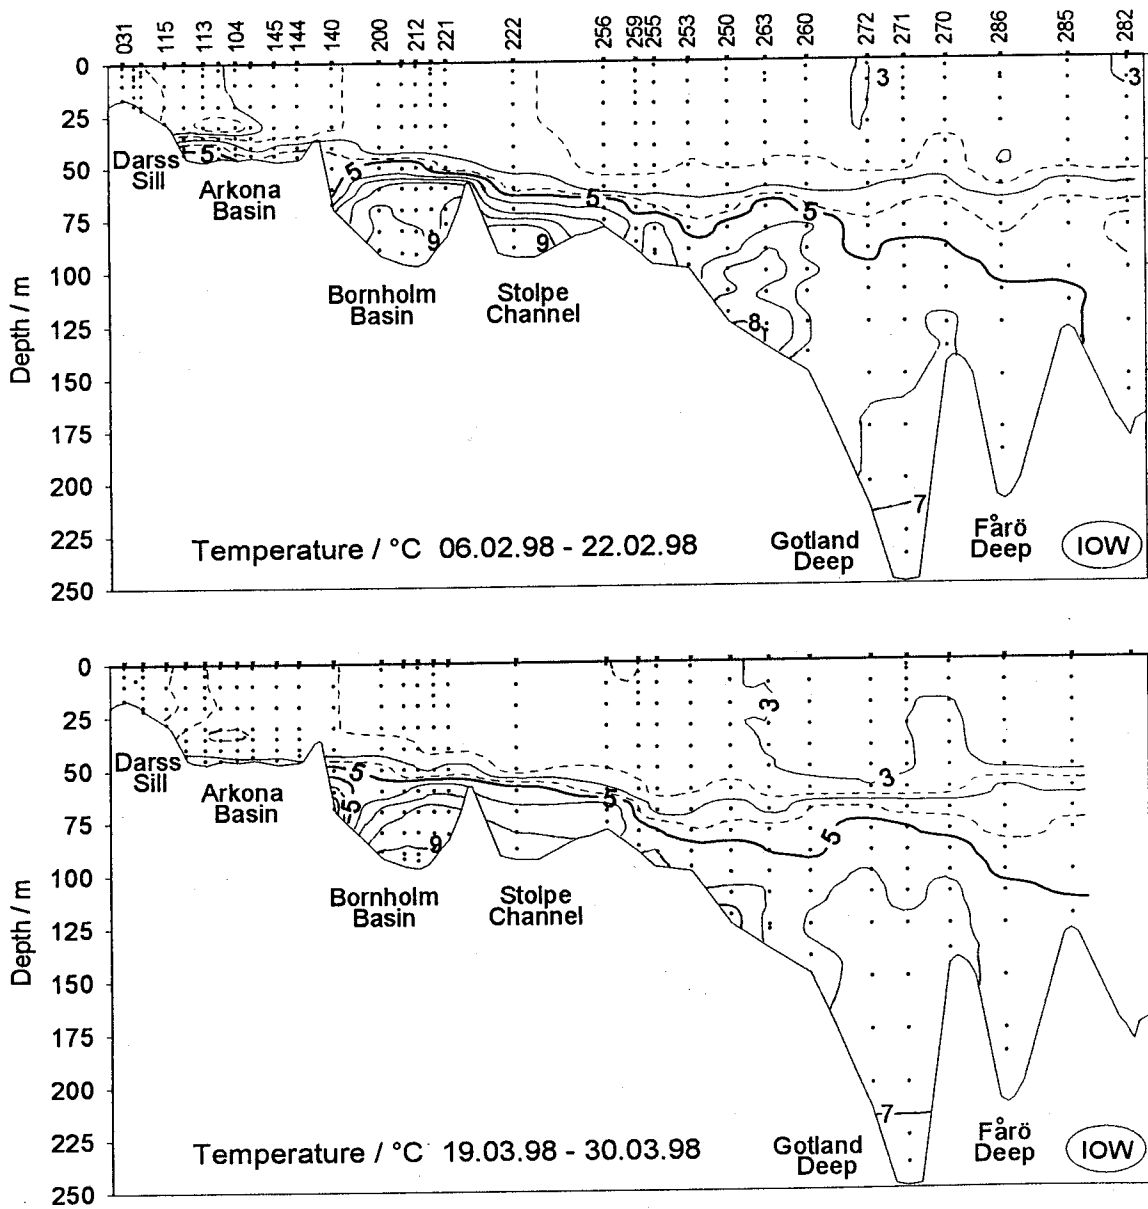 031 115 113 104 145 144 140 200 212 221 222 256 259 255 253 250 263 260 272 271 270 286 285 282
0
25
50
75
100
125
150
175
200
225
250
Depth / m
3
3
5
5
5
5
9
9
8
7
Darss
Sill
Arkona
Basin
Bornholm
Basin
Stolpe
Channel
Gotland
Deep
Fårö
Deep
Temperature / °C 06.02.98 - 22.02.98
IOW
0
25
50
75
100
125
150
175
200
225
250
Depth / m
3
3
5
5
5
5
9
7
Darss
Sill
Arkona
Basin
Bornholm
Basin
Stolpe
Channel
Gotland
Deep
Fårö
Deep
Temperature / °C 19.03.98 - 30.03.98
IOW